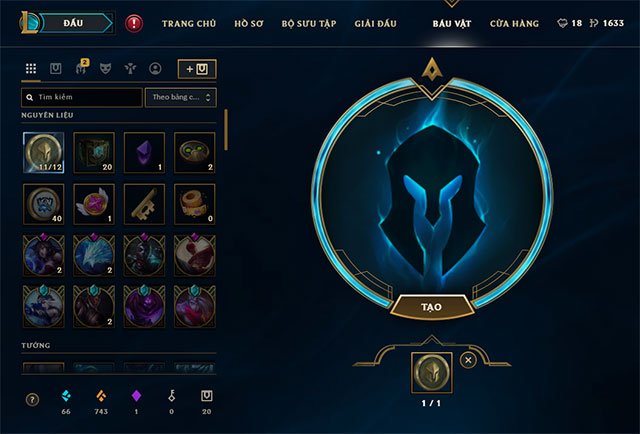 ĐẤU
!
TRANG CHỦ HỒ SƠ BỘ SƯU TẬP GIẢI ĐẤU BÁU VẬT CỬA HÀNG 18 1633
2
+
Tìm kiếm Theo bảng c...
NGUYÊN LIỆU
11/12 20 1 2
40 1 0
2 2 2
2 2
TƯỚNG
TẠO
1 / 1
? 66 743 1 0 20